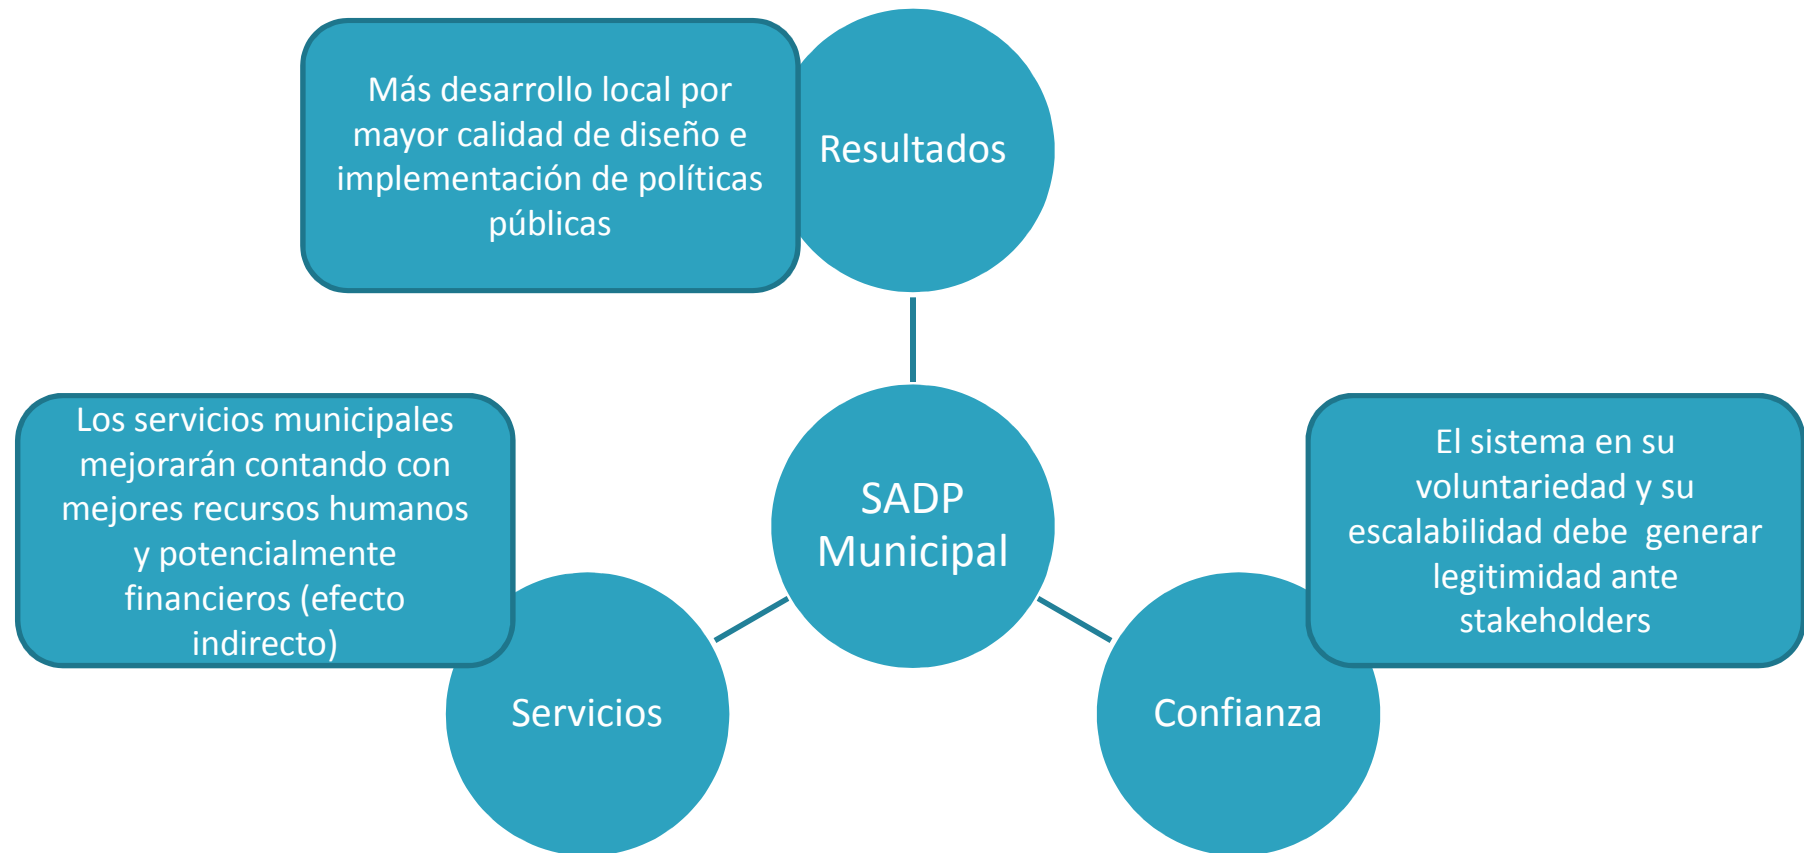 Más desarrollo local por
mayor calidad de diseño e
implementación de políticas
públicas
Resultados
Los servicios municipales
mejorarán contando con
mejores recursos humanos
y potencialmente
financieros (efecto
indirecto)
SADP
Municipal
El sistema en su
voluntariedad y su
escalabilidad debe  generar
legitimidad ante
stakeholders
Servicios
Confianza